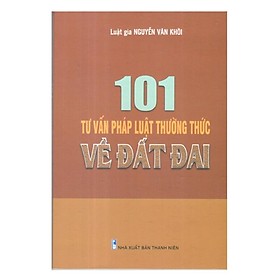 Luật gia NGUYỄN VĂN KHÔI
101
TƯ VẤN PHÁP LUẬT THƯỜNG THỨC
VỀ ĐẤT ĐAI
NHÀ XUẤT BẢN THANH NIÊN